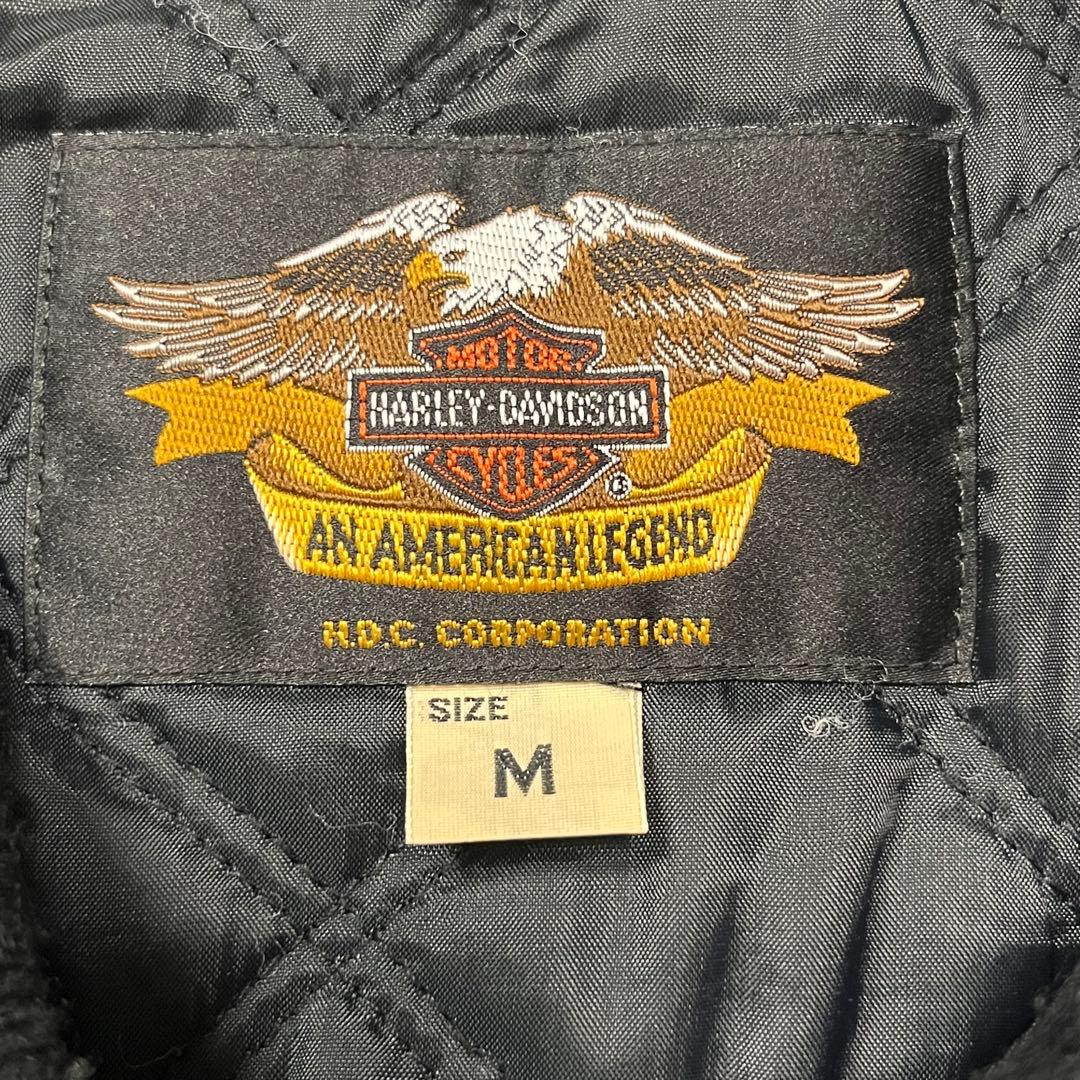 MOTOR
HARLEY-DAVIDSON
CYCLES
®
AN AMERICAN LEGEND
H.D.C. CORPORATION
SIZE
M